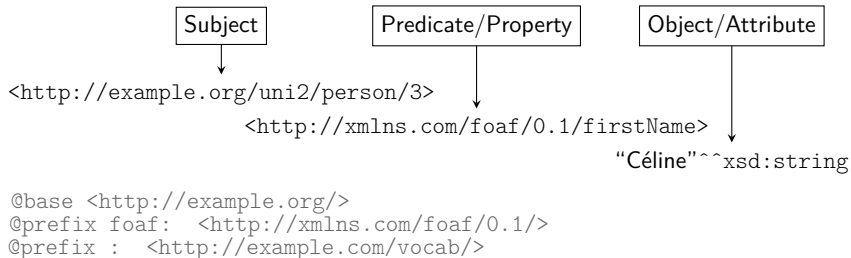 Subject Predicate/Property Object/Attribute
<http://example.org/uni2/person/3>
<http://xmlns.com/foaf/0.1/firstName>
“Céline”^^xsd:string
@base <http://example.org/>
@prefix foaf: <http://xmlns.com/foaf/0.1/>
@prefix : <http://example.com/vocab/>